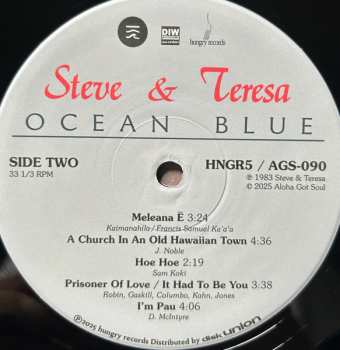 DIW
hungry records
Steve & Teresa
OCEAN BLUE
SIDE TWO
33 1/3 RPM
HNGR5 / AGS-090
℗ 1983 Steve & Teresa
© 2025 Aloha Got Soul
Meleana Ē 3:24
Kaimanahila / Francis Samuel Ka'a'a
A Church In An Old Hawaiian Town 4:36
J. Noble
Hoe Hoe 2:19
Sam Koki
Prisoner Of Love / It Had To Be You 3:38
Robin, Gaskill, Columbo, Kahn, Jones
I'm Pau 4:06
D. McIntyre
℗2025 hungry records Distributed by disk union